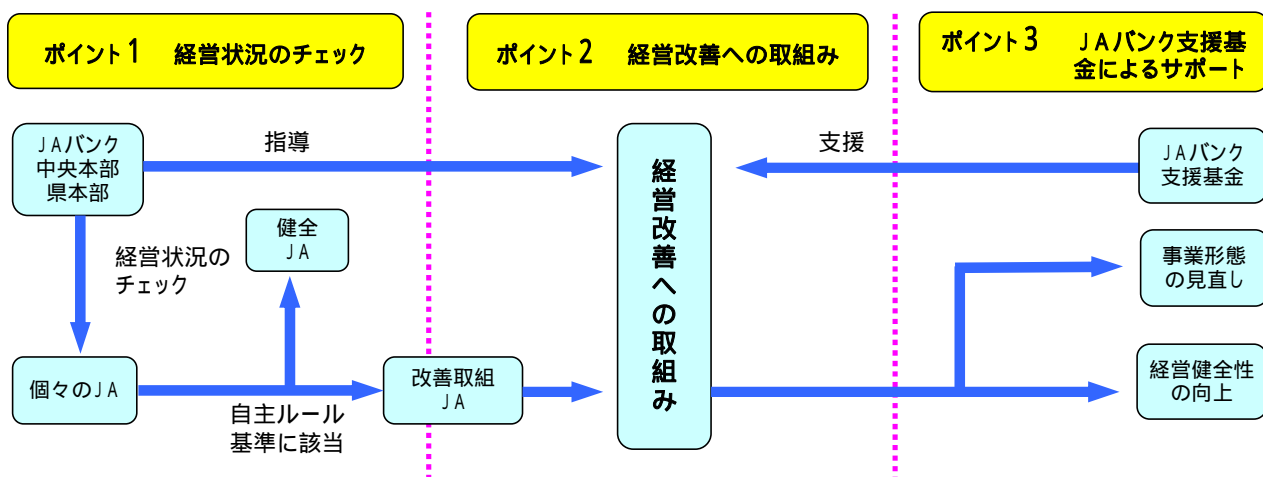 ポイント1 経営状況のチェック
ポイント2 経営改善への取組み
ポイント3 JAバンク支援基
金によるサポート
JAバンク
中央本部
県本部
指導
経営改善への取組み
支援
JAバンク
支援基金
健全
JA
経営状況の
チェック
事業形態
の見直し
個々のJA
自主ルール
基準に該当
改善取組
JA
経営健全性
の向上